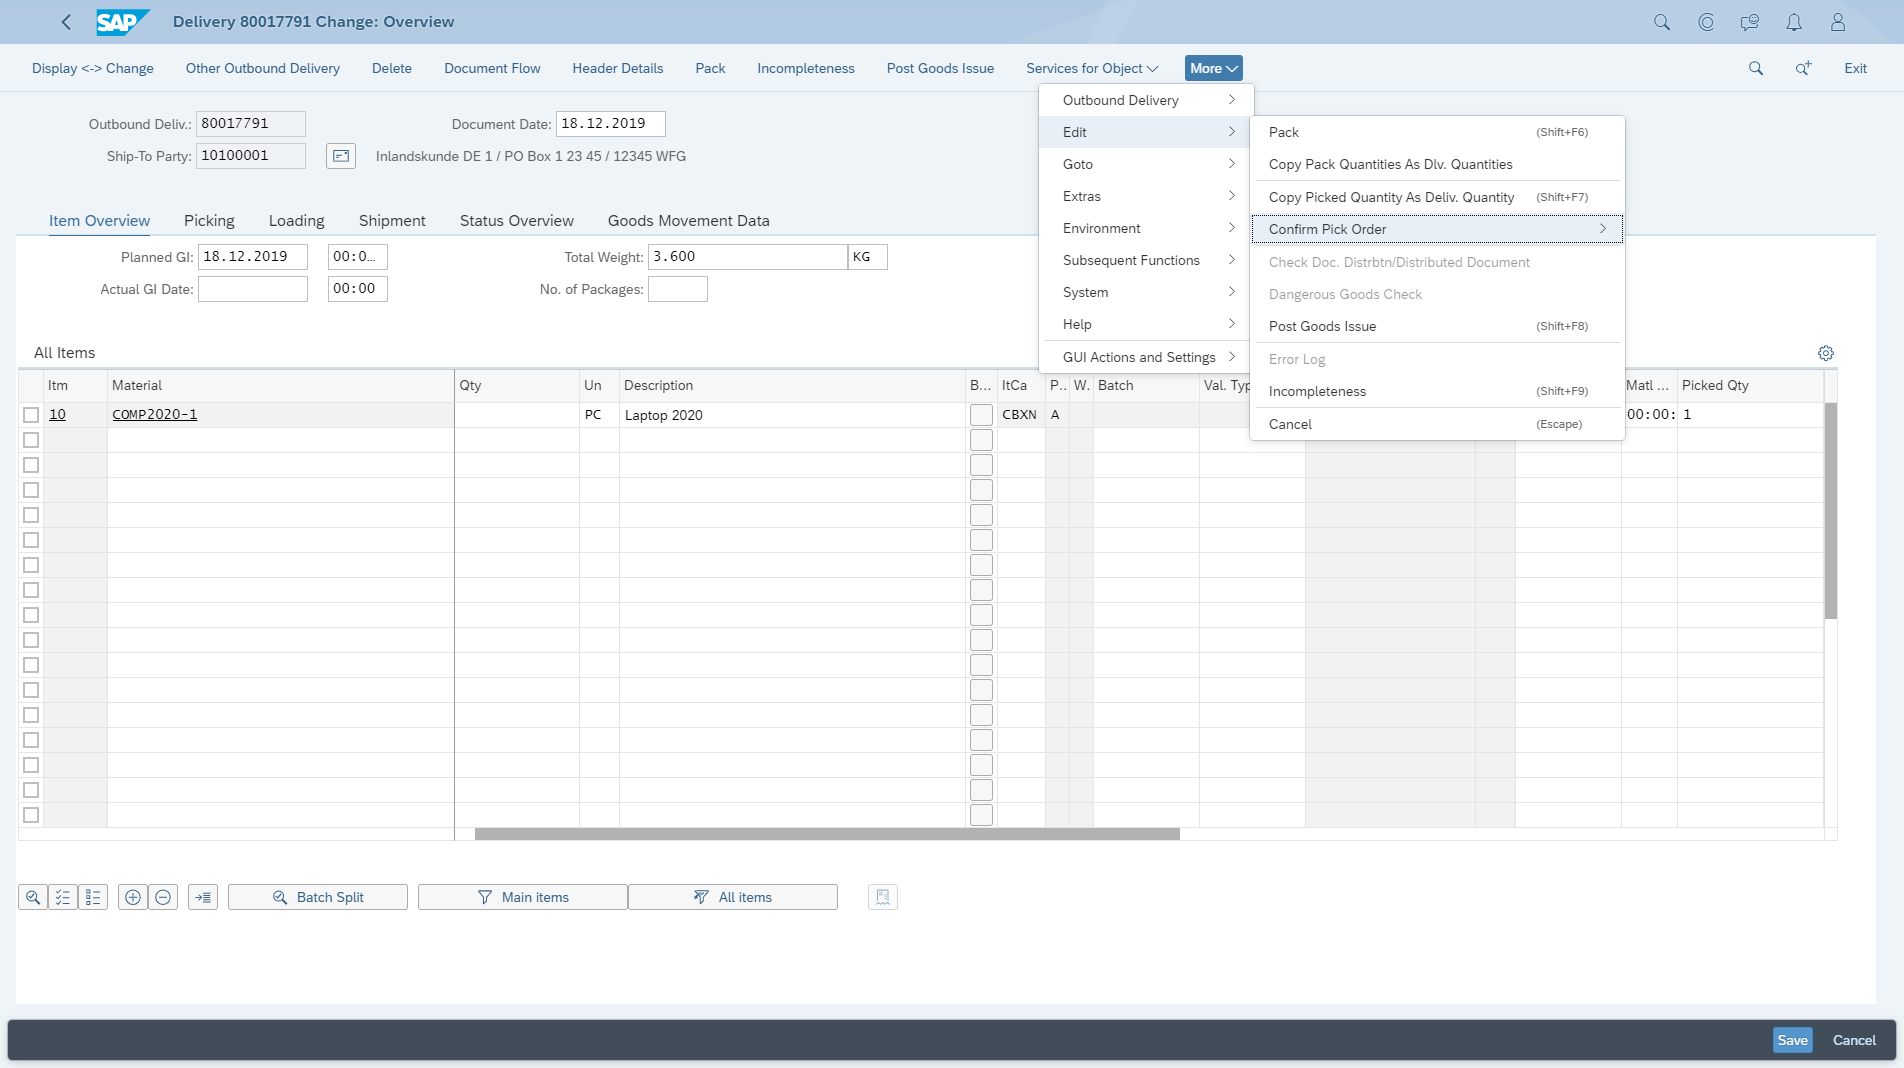 SAP Delivery 80017791 Change: Overview
Display <-> Change Other Outbound Delivery Delete Document Flow Header Details Pack Incompleteness Post Goods Issue Services for Object More Exit
Outbound Deliv.: 80017791 Document Date: 18.12.2019
Ship-To Party: 10100001 Inlandskunde DE 1 / PO Box 1 23 45 / 12345 WFG
Outbound Delivery
Edit
Goto
Extras
Environment
Subsequent Functions
System
Help
GUI Actions and Settings
Pack (Shift+F6)
Copy Pack Quantities As Dlv. Quantities
Copy Picked Quantity As Deliv. Quantity (Shift+F7)
Confirm Pick Order
Check Doc. Distrbtn/Distributed Document
Dangerous Goods Check
Post Goods Issue (Shift+F8)
Error Log
Incompleteness (Shift+F9)
Cancel (Escape)
Item Overview Picking Loading Shipment Status Overview Goods Movement Data
Planned GI: 18.12.2019 00:0... Total Weight: 3.600 KG
Actual GI Date: 00:00 No. of Packages:
All Items
Itm Material Qty Un Description B... ItCa P.. W. Batch Val. Typ Matl ... Picked Qty
10 COMP2020-1 PC Laptop 2020 CBXN A 00:00: 1
Batch Split Main items All items
Save Cancel